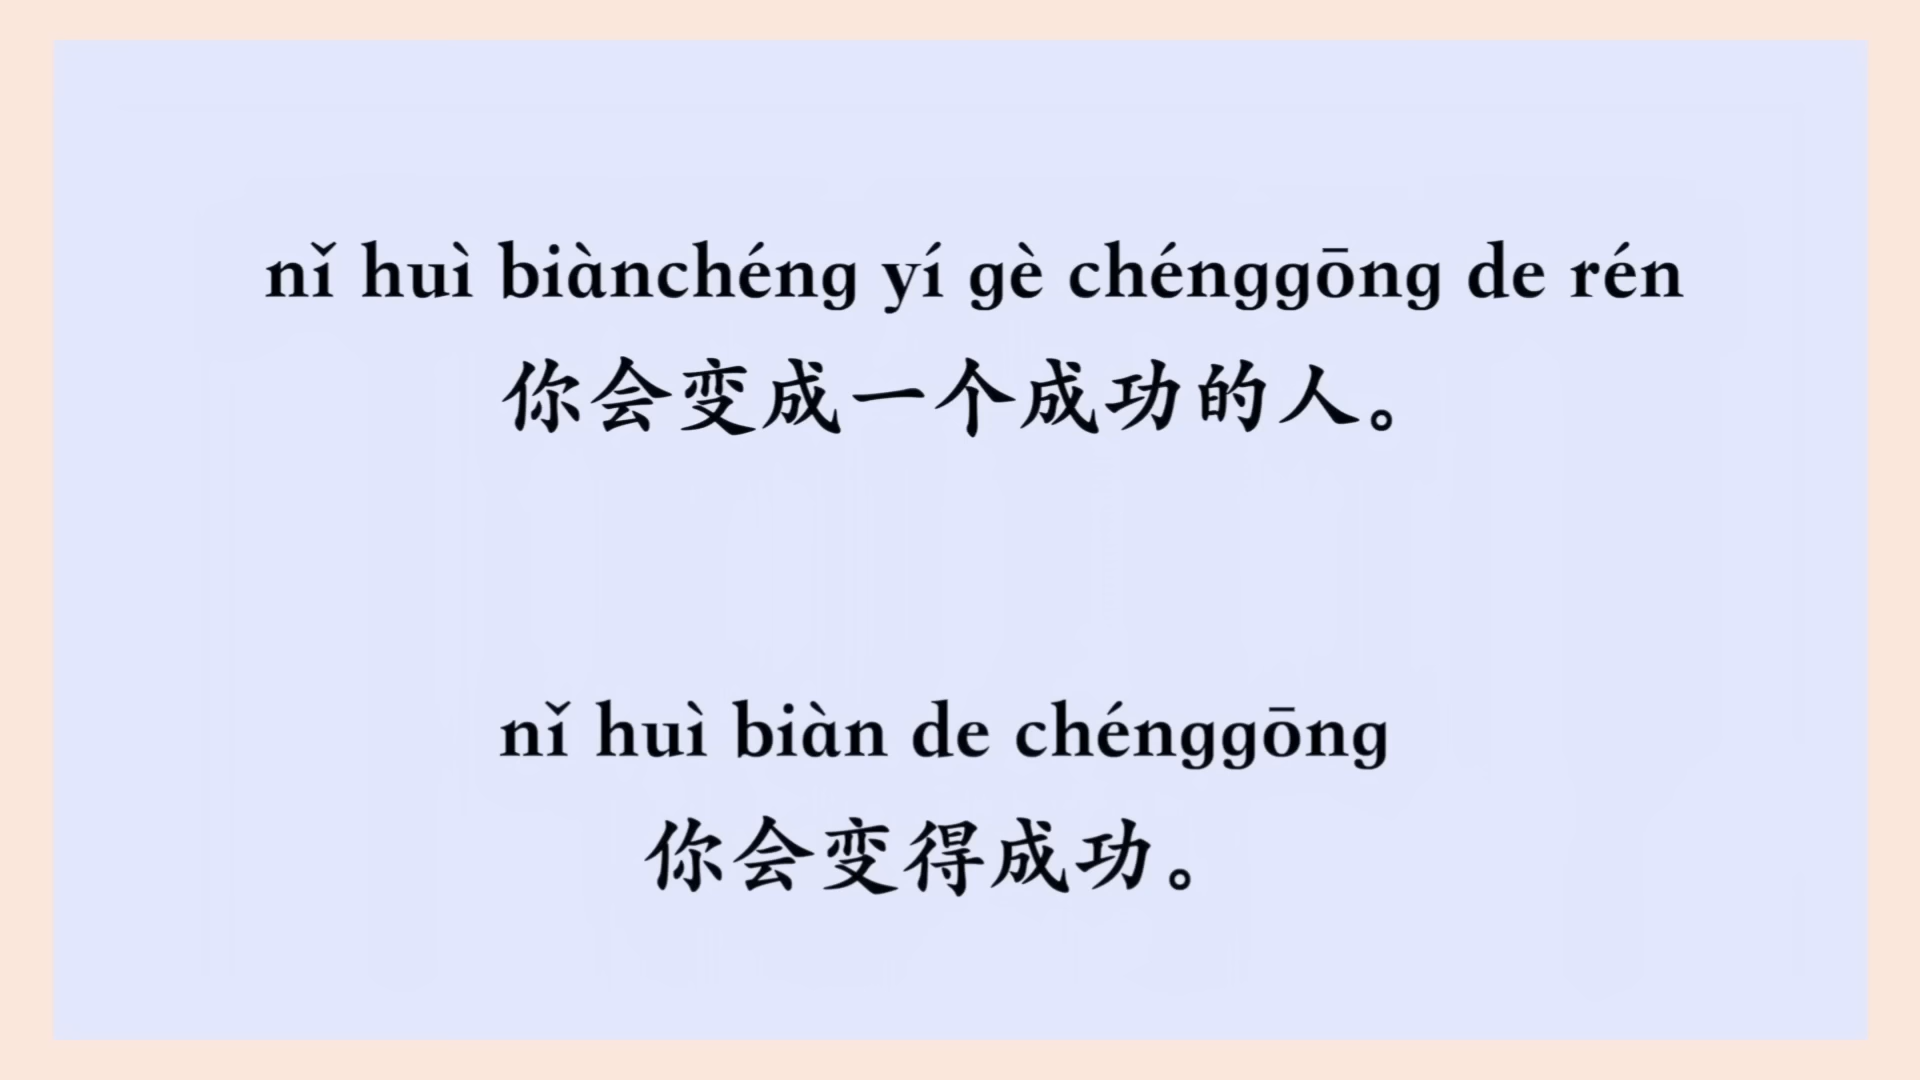 nǐ huì biànchéng yí gè chénggōng de rén
你会变成一个成功的人。
nǐ huì biàn de chénggōng
你会变得成功。